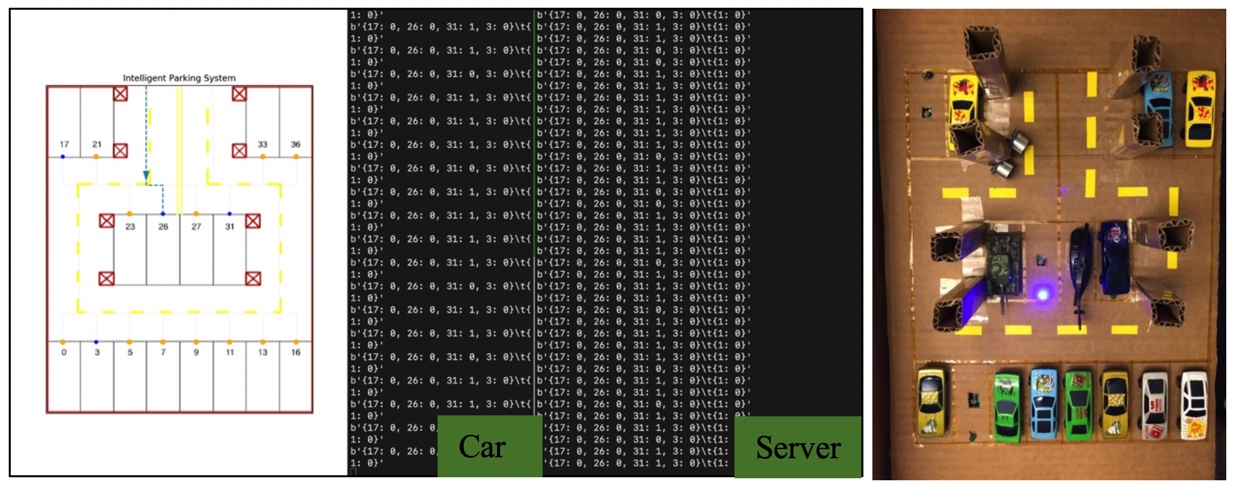 Intelligent Parking System
17
21
33
36
23
26
27
31
0
3
5
7
9
11
13
16
1: 0}'
b'{17: 0, 26: 0, 31: 1, 3: 0}\t{
1: 0}'
b'{17: 0, 26: 0, 31: 0, 3: 0}\t{
1: 0}'
b'{17: 0, 26: 0, 31: 0, 3: 0}\t{
1: 0}'
b'{17: 0, 26: 0, 31: 1, 3: 0}\t{
1: 0}'
b'{17: 0, 26: 0, 31: 1, 3: 0}\t{
1: 0}'
b'{17: 0, 26: 0, 31: 1, 3: 0}\t{
1: 0}'
b'{17: 0, 26: 0, 31: 0, 3: 0}\t{
1: 0}'
b'{17: 0, 26: 0, 31: 1, 3: 0}\t{
1: 0}'
b'{17: 0, 26: 0, 31: 1, 3: 0}\t{
1: 0}'
b'{17: 0, 26: 0, 31: 1, 3: 0}\t{
1: 0}'
b'{17: 0, 26: 0, 31: 0, 3: 0}\t{
1: 0}'
b'{17: 0, 26: 0, 31: 0, 3: 0}\t{
1: 0}'
b'{17: 0, 26: 0, 31: 0, 3: 0}\t{
1: 0}'
b'{17: 0, 26: 0, 31: 1, 3: 0}\t{
1: 0}'
b'{17: 0, 26: 0, 31: 0, 3: 0}\t{
1: 0}'
b'{17: 0, 26: 0, 31: 1, 3: 0}\t{
1: 0}'
b'{17: 0, 26: 0, 31: 1, 3: 0}\t{
1: 0}'
b'{17: 0, 26: 0,
1: 0}'
b'{17: 0, 26: 0,
1: 0}'
Car
b'{17: 0, 26: 0, 31: 0, 3: 0}\t{1: 0}'
b'{17: 0, 26: 0, 31: 1, 3: 0}\t{1: 0}'
b'{17: 0, 26: 0, 31: 1, 3: 0}\t{1: 0}'
b'{17: 0, 26: 0, 31: 0, 3: 0}\t{1: 0}'
b'{17: 0, 26: 0, 31: 1, 3: 0}\t{1: 0}'
b'{17: 0, 26: 0, 31: 1, 3: 0}\t{1: 0}'
b'{17: 0, 26: 0, 31: 1, 3: 0}\t{1: 0}'
b'{17: 0, 26: 0, 31: 1, 3: 0}\t{1: 0}'
b'{17: 0, 26: 0, 31: 1, 3: 0}\t{1: 0}'
b'{17: 0, 26: 0, 31: 1, 3: 0}\t{1: 0}'
b'{17: 0, 26: 0, 31: 1, 3: 0}\t{1: 0}'
b'{17: 0, 26: 0, 31: 1, 3: 0}\t{1: 0}'
b'{17: 0, 26: 0, 31: 0, 3: 0}\t{1: 0}'
b'{17: 0, 26: 0, 31: 1, 3: 0}\t{1: 0}'
b'{17: 0, 26: 0, 31: 1, 3: 0}\t{1: 0}'
b'{17: 0, 26: 0, 31: 0, 3: 0}\t{1: 0}'
b'{17: 0, 26: 0, 31: 0, 3: 0}\t{1: 0}'
b'{17: 0, 26: 0, 31: 1, 3: 0}\t{1: 0}'
b'{17: 0, 26: 0, 31: 1, 3: 0}\t{1: 0}'
b'{17: 0, 26: 0, 31: 1, 3: 0}\t{1: 0}'
b'{17: 0, 26: 0, 31: 1, 3: 0}\t{1: 0}'
b'{17: 0, 26: 0, 31: 0, 3: 0}\t{1: 0}'
b'{17: 0, 26: 0, 31: 1, 3: 0}\t{1: 0}'
b'{17: 0, 26: 0, 31: 1, 3: 0}\t{1: 0}'
b'{17: 0, 26: 0, 31: 1, 3: 0}\t{1: 0}'
b'{17: 0, 26: 0, 31: 0, 3: 0}\t{1: 0}'
b'{17: 0, 26: 0, 31: 1, 3: 0}\t{1: 0}'
b'{17: 0, 26: 0, 31: 1, 3: 0}\t{1: 0}'
b'{17: 0, 26: 0, 31: 1, 3: 0}\t{1: 0}'
b'{17: 0, 26: 0, 31: 0, 3: 0}\t{1: 0}'
b'{17: 0, 26: 0, 31: 1, 3: 0}\t{1: 0}'
b'{17: 0, 26: 0, 31: 1, 3: 0}\t{1: 0}'
b'{17: 0, 26: 0, 31: 1, 3: 0}\t{1: 0}'
b'{17: 0, 26: 0, 31: 0, 3: 0}\t{1: 0}'
b'{17: 0, 26: 0, 31: 1, 3: 0}\t{1: 0}'
Server